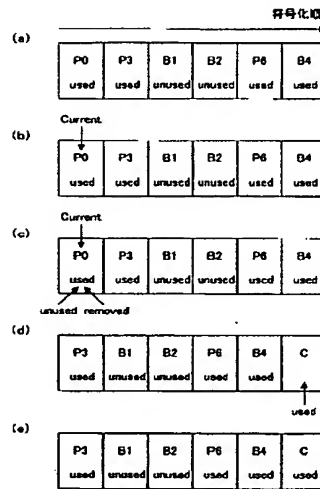 符号化順
(a)
P0 P3 B1 B2 P6 B4
used used unused unused used used
(b)
Current
P0 P3 B1 B2 P6 B4
used used unused unused used used
(c)
Current
P0 P3 B1 B2 P6 B4
used used unused unused used used
unused removed
(d)
P3 B1 B2 P6 B4 C
used unused unused used used
used
(e)
P3 B1 B2 P6 B4 C
used unused unused used used used